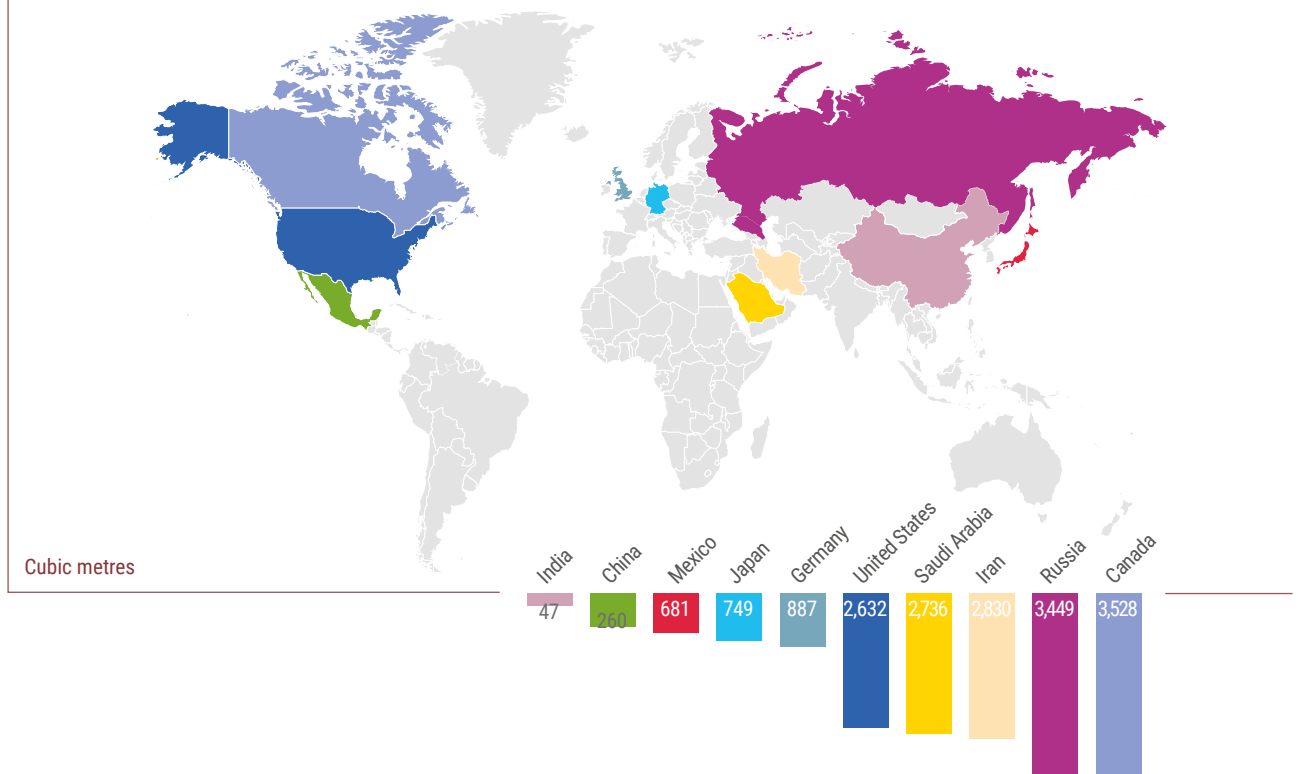 Cubic metres
India
China
Mexico
Japan
Germany
United States
Saudi Arabia
Iran
Russia
Canada
47
260
681
749
887
2,632
2,736
2,830
3,449
3,528